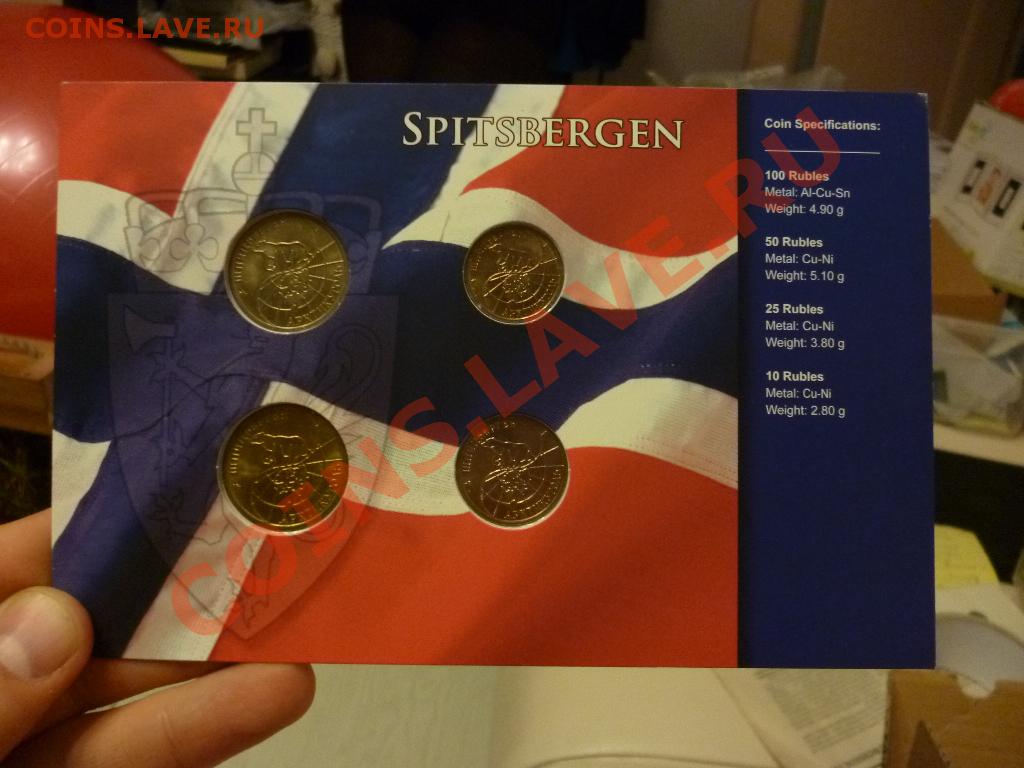 COINS.LAVE.RU
SPITSBERGEN
Coin Specifications:
100 Rubles
Metal: Al-Cu-Sn
Weight: 4.90 g
50 Rubles
Metal: Cu-Ni
Weight: 5.10 g
25 Rubles
Metal: Cu-Ni
Weight: 3.80 g
10 Rubles
Metal: Cu-Ni
Weight: 2.80 g
COINS.LAVE.RU